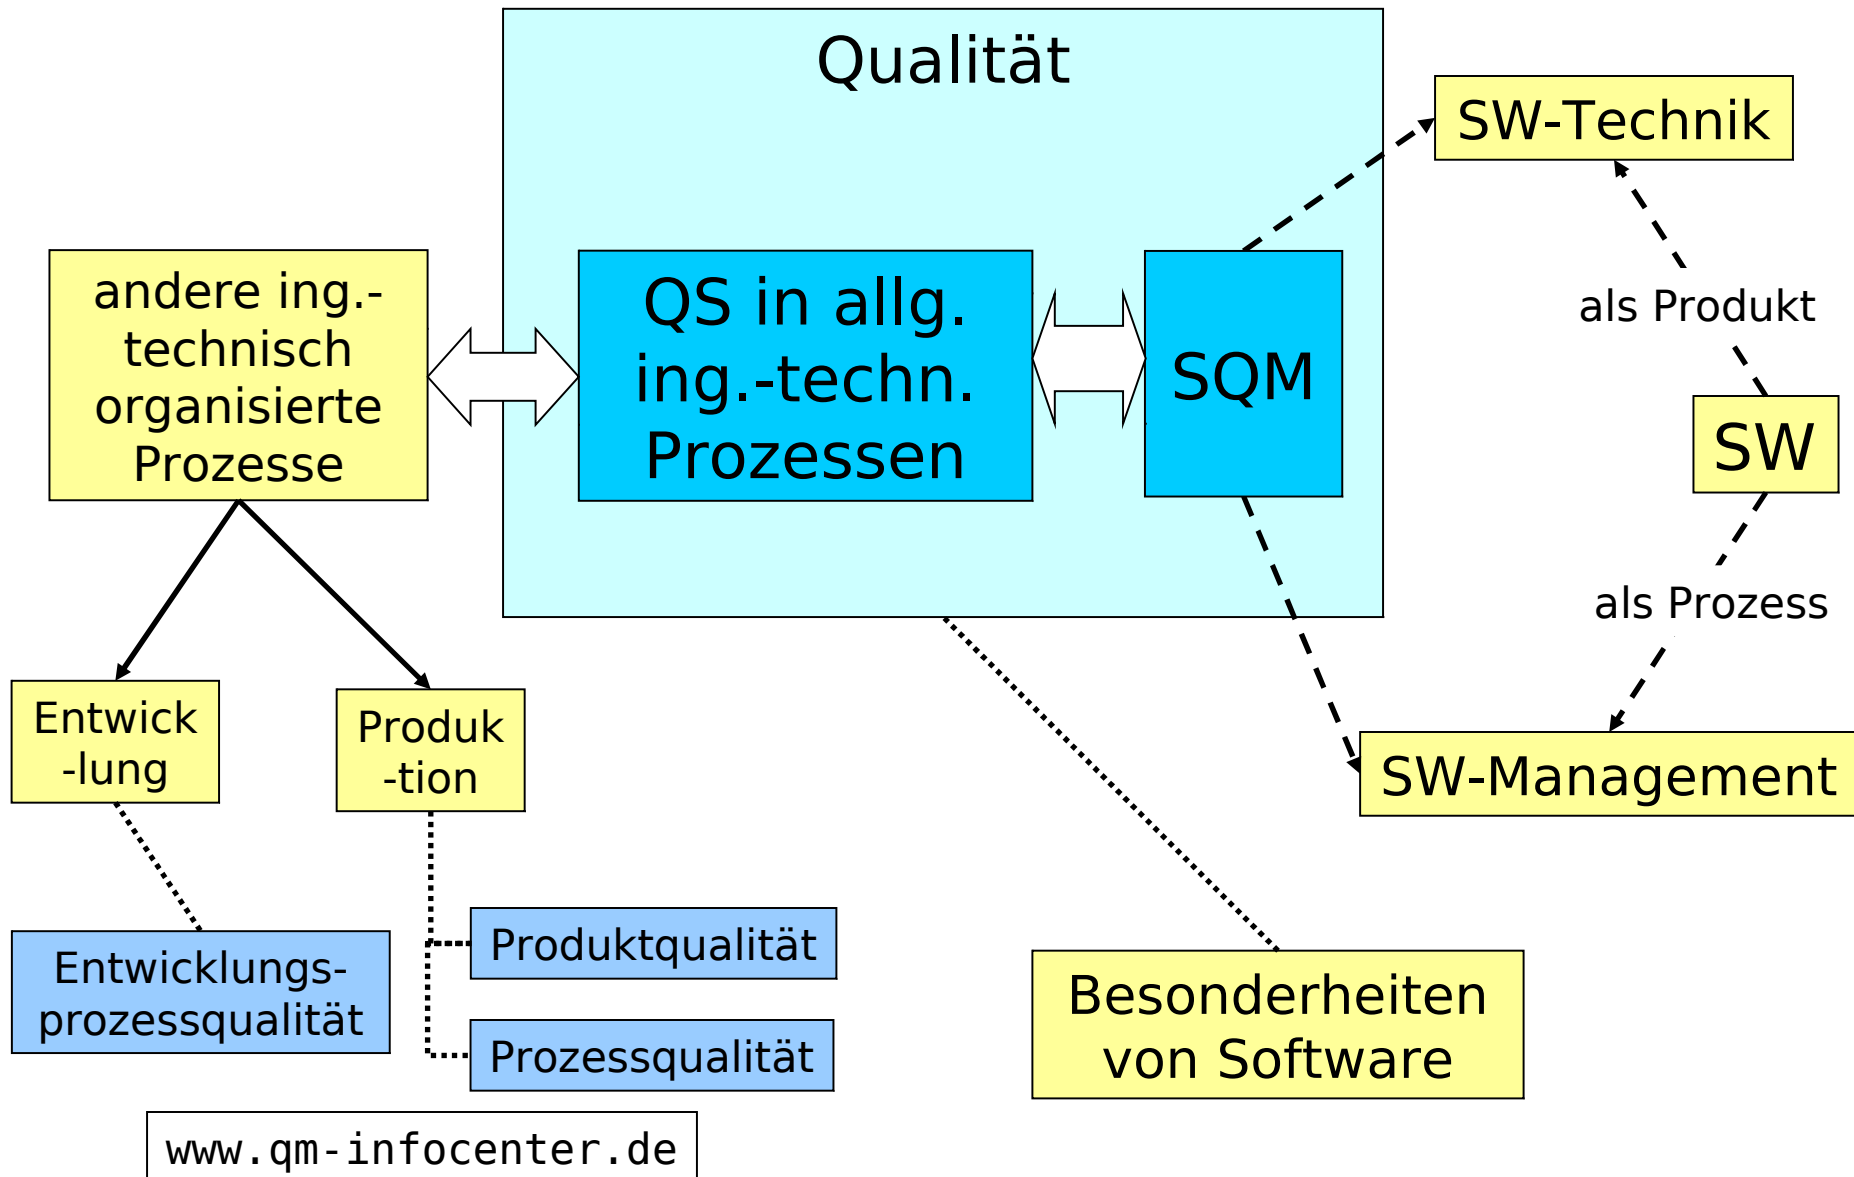 Qualität
SW-Technik
andere ing.-
technisch
organisierte
Prozesse
QS in allg.
ing.-techn.
Prozessen
SQM
als Produkt
SW
als Prozess
Entwick
-lung
Produk
-tion
SW-Management
Entwicklungs-
prozessqualität
Produktqualität
Prozessqualität
Besonderheiten
von Software
www.qm-infocenter.de